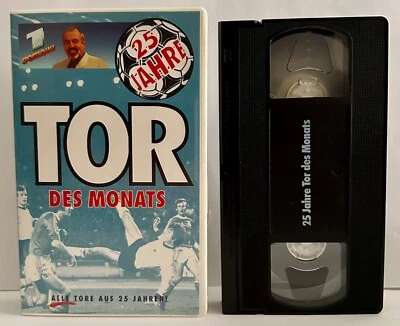 25
JAHRE
TOR
DES MONATS
ALLE TORE AUS 25 JAHREN!
25 Jahre Tor des Monats